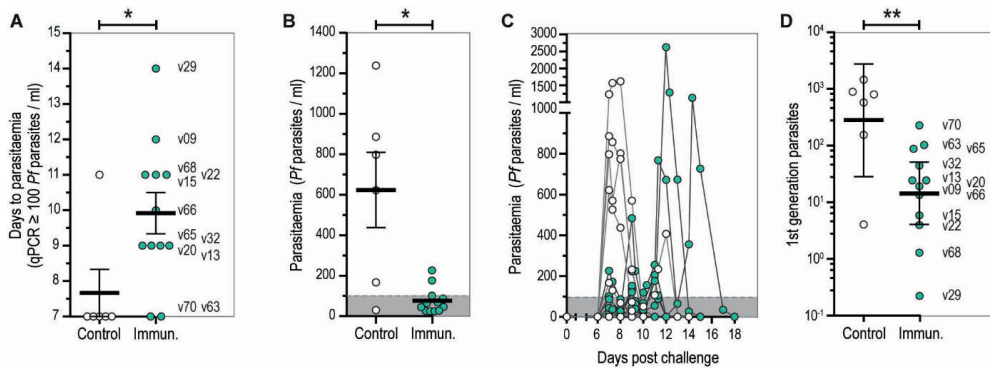 A
*
Days to parasitaemia
(qPCR ≥ 100 Pf parasites / ml)
15
14
13
12
11
10
9
8
7
v29
v09
v68
v22
v15
v66
v65
v32
v20
v13
v70 v63
Control
Immun.
B
*
Parasitaemia (Pf parasites / ml)
1400
1200
1000
800
600
400
200
100
0
Control
Immun.
C
Parasitaemia (Pf parasites / ml)
3000
2500
2000
1500
1000
1000
800
600
400
200
100
0
0
6
8
10
12
14
16
18
Days post challenge
D
**
1st generation parasites
10⁴
10³
10²
10¹
10⁰
10⁻¹
v70
v63
v65
v32
v13
v20
v09
v66
v15
v22
v68
v29
Control
Immun.